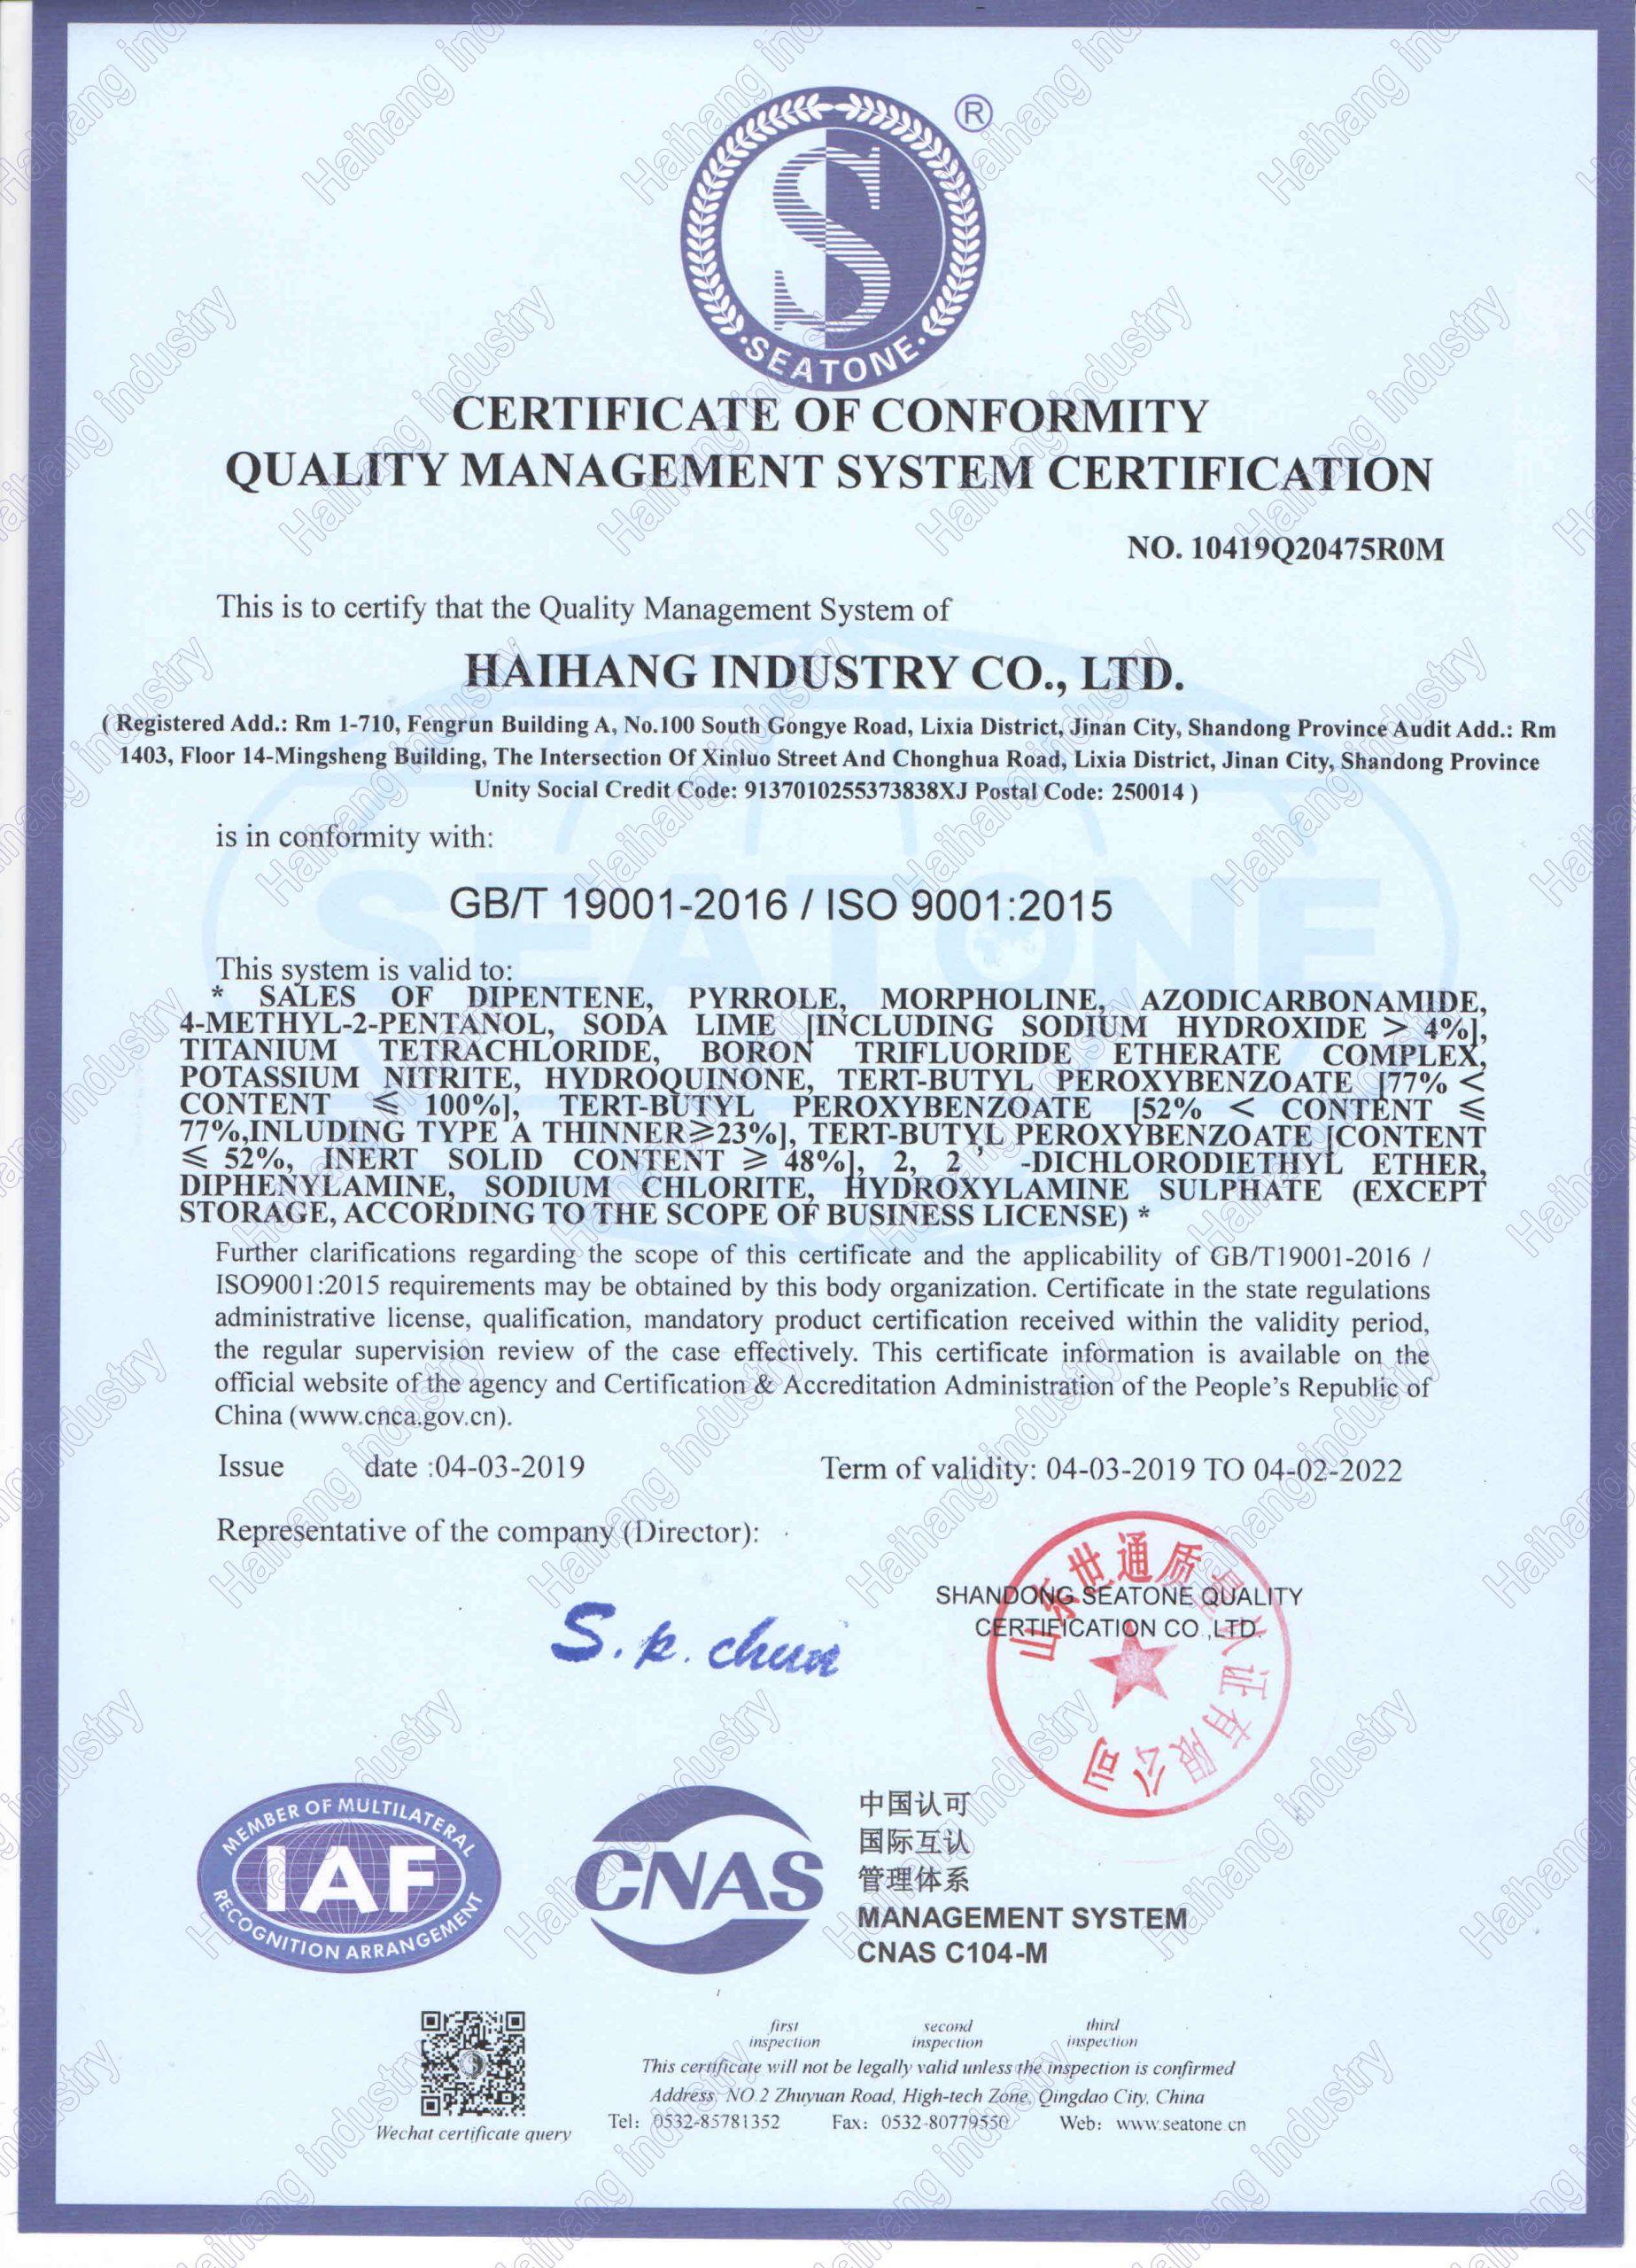 ®
S
·SEATONE·
CERTIFICATE OF CONFORMITY
QUALITY MANAGEMENT SYSTEM CERTIFICATION
NO. 10419Q20475R0M
This is to certify that the Quality Management System of
HAIHANG INDUSTRY CO., LTD.
( Registered Add.: Rm 1-710, Fengrun Building A, No.100 South Gongye Road, Lixia District, Jinan City, Shandong Province Audit Add.: Rm
1403, Floor 14-Mingsheng Building, The Intersection Of Xinluo Street And Chonghua Road, Lixia District, Jinan City, Shandong Province
Unity Social Credit Code: 9137010255373838XJ Postal Code: 250014 )
is in conformity with:
GB/T 19001-2016 / ISO 9001:2015
SEATONE
This system is valid to:
* SALES OF DIPENTENE, PYRROLE, MORPHOLINE, AZODICARBONAMIDE,
4-METHYL-2-PENTANOL, SODA LIME [INCLUDING SODIUM HYDROXIDE > 4%],
TITANIUM TETRACHLORIDE, BORON TRIFLUORIDE ETHERATE COMPLEX,
POTASSIUM NITRITE, HYDROQUINONE, TERT-BUTYL PEROXYBENZOATE [77% <
CONTENT ≤ 100%], TERT-BUTYL PEROXYBENZOATE [52% < CONTENT ≤
77%,INLUDING TYPE A THINNER≥23%], TERT-BUTYL PEROXYBENZOATE [CONTENT
≤ 52%, INERT SOLID CONTENT ≥ 48%], 2, 2 ' -DICHLORODIETHYL ETHER,
DIPHENYLAMINE, SODIUM CHLORITE, HYDROXYLAMINE SULPHATE (EXCEPT
STORAGE, ACCORDING TO THE SCOPE OF BUSINESS LICENSE) *
Further clarifications regarding the scope of this certificate and the applicability of GB/T19001-2016 /
ISO9001:2015 requirements may be obtained by this body organization. Certificate in the state regulations
administrative license, qualification, mandatory product certification received within the validity period,
the regular supervision review of the case effectively. This certificate information is available on the
official website of the agency and Certification & Accreditation Administration of the People's Republic of
China (www.cnca.gov.cn).
Issue date :04-03-2019 Term of validity: 04-03-2019 TO 04-02-2022
Representative of the company (Director):
S. k. chun
SHANDONG SEATONE QUALITY
CERTIFICATION CO .,LTD.
山东世通质量认证有限公司
MEMBER OF MULTILATERAL
IAF
RECOGNITION ARRANGEMENT
CNAS
中国认可
国际互认
管理体系
MANAGEMENT SYSTEM
CNAS C104-M
first inspection
second inspection
third inspection
This certificate will not be legally valid unless the inspection is confirmed
Address: NO.2 Zhuyuan Road, High-tech Zone, Qingdao City, China
Tel: 0532-85781352 Fax: 0532-80779550 Web: www.seatone.cn
Wechat certificate query
Haihang industry